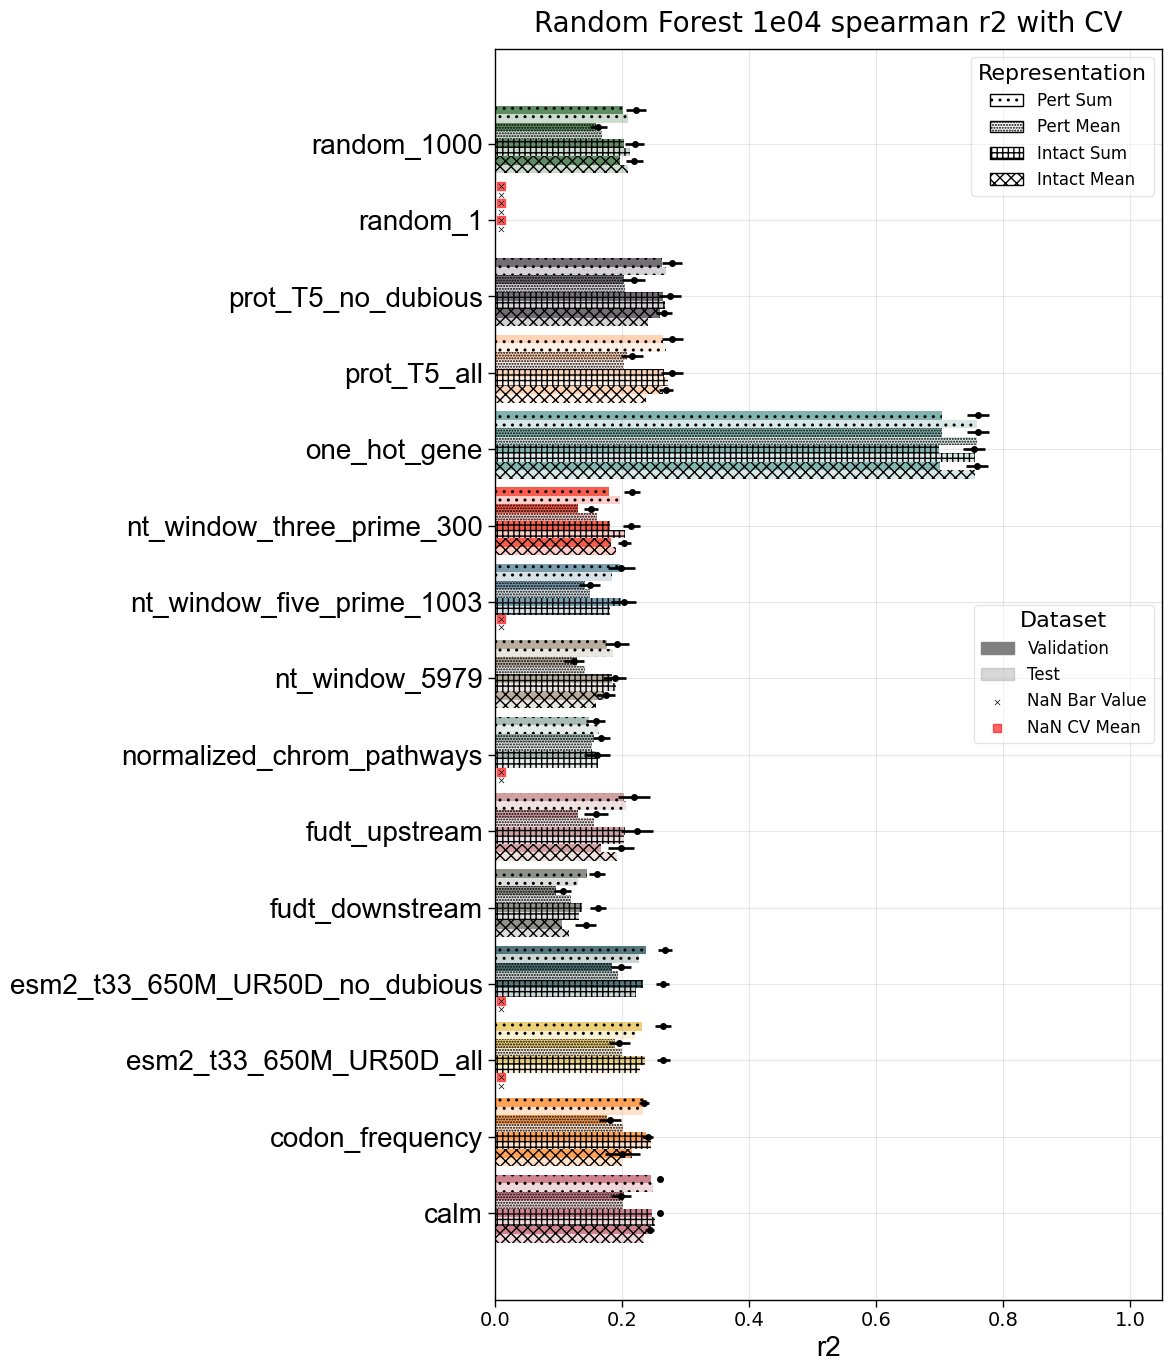 Random Forest 1e04 spearman r2 with CV
Representation
Pert Sum
Pert Mean
Intact Sum
Intact Mean
random_1000
random_1
prot_T5_no_dubious
prot_T5_all
one_hot_gene
nt_window_three_prime_300
nt_window_five_prime_1003
nt_window_5979
normalized_chrom_pathways
fudt_upstream
fudt_downstream
esm2_t33_650M_UR50D_no_dubious
esm2_t33_650M_UR50D_all
codon_frequency
calm
Dataset
Validation
Test
NaN Bar Value
NaN CV Mean
0.0 0.2 0.4 0.6 0.8 1.0
r2